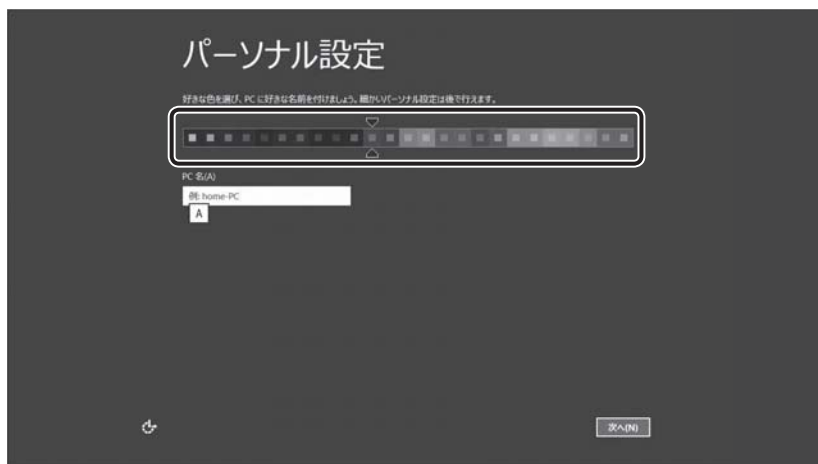 パーソナル設定
好きな色を選び、PC に好きな名前を付けましょう。細かいパーソナル設定は後で行えます。
PC 名(A)
例: home-PC
A
次へ(N)